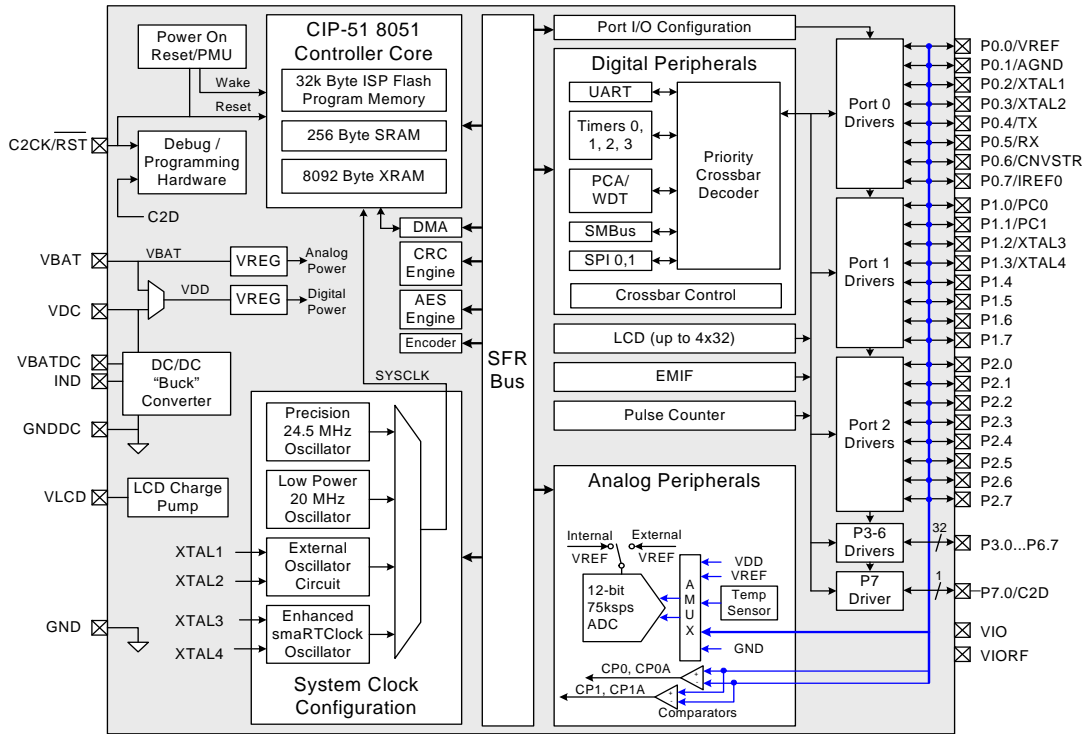 Power On
Reset/PMU
Wake
Reset
C2CK/RST
Debug /
Programming
Hardware
C2D
CIP-51 8051
Controller Core
32k Byte ISP Flash
Program Memory
256 Byte SRAM
8092 Byte XRAM
DMA
CRC
Engine
AES
Engine
Encoder
VBAT
VBAT
VREG
Analog
Power
VDC
VDD
VREG
Digital
Power
VBATDC
IND
GNDDC
DC/DC
“Buck”
Converter
VLCD
LCD Charge
Pump
GND
SYSCLK
Precision
24.5 MHz
Oscillator
Low Power
20 MHz
Oscillator
XTAL1
XTAL2
External
Oscillator
Circuit
XTAL3
XTAL4
Enhanced
smaRTClock
Oscillator
System Clock
Configuration
SFR
Bus
Port I/O Configuration
Digital Peripherals
UART
Timers 0,
1, 2, 3
PCA/
WDT
SMBus
SPI 0,1
Priority
Crossbar
Decoder
Crossbar Control
LCD (up to 4x32)
EMIF
Pulse Counter
Analog Peripherals
Internal
VREF
External
VREF
12-bit
75ksps
ADC
A
M
U
X
VDD
VREF
Temp
Sensor
GND
CP0, CP0A
+
-
CP1, CP1A
+
-
Comparators
Port 0
Drivers
Port 1
Drivers
Port 2
Drivers
P3-6
Drivers
32
P7
Driver
1
P0.0/VREF
P0.1/AGND
P0.2/XTAL1
P0.3/XTAL2
P0.4/TX
P0.5/RX
P0.6/CNVSTR
P0.7/IREF0
P1.0/PC0
P1.1/PC1
P1.2/XTAL3
P1.3/XTAL4
P1.4
P1.5
P1.6
P1.7
P2.0
P2.1
P2.2
P2.3
P2.4
P2.5
P2.6
P2.7
P3.0...P6.7
P7.0/C2D
VIO
VIORF